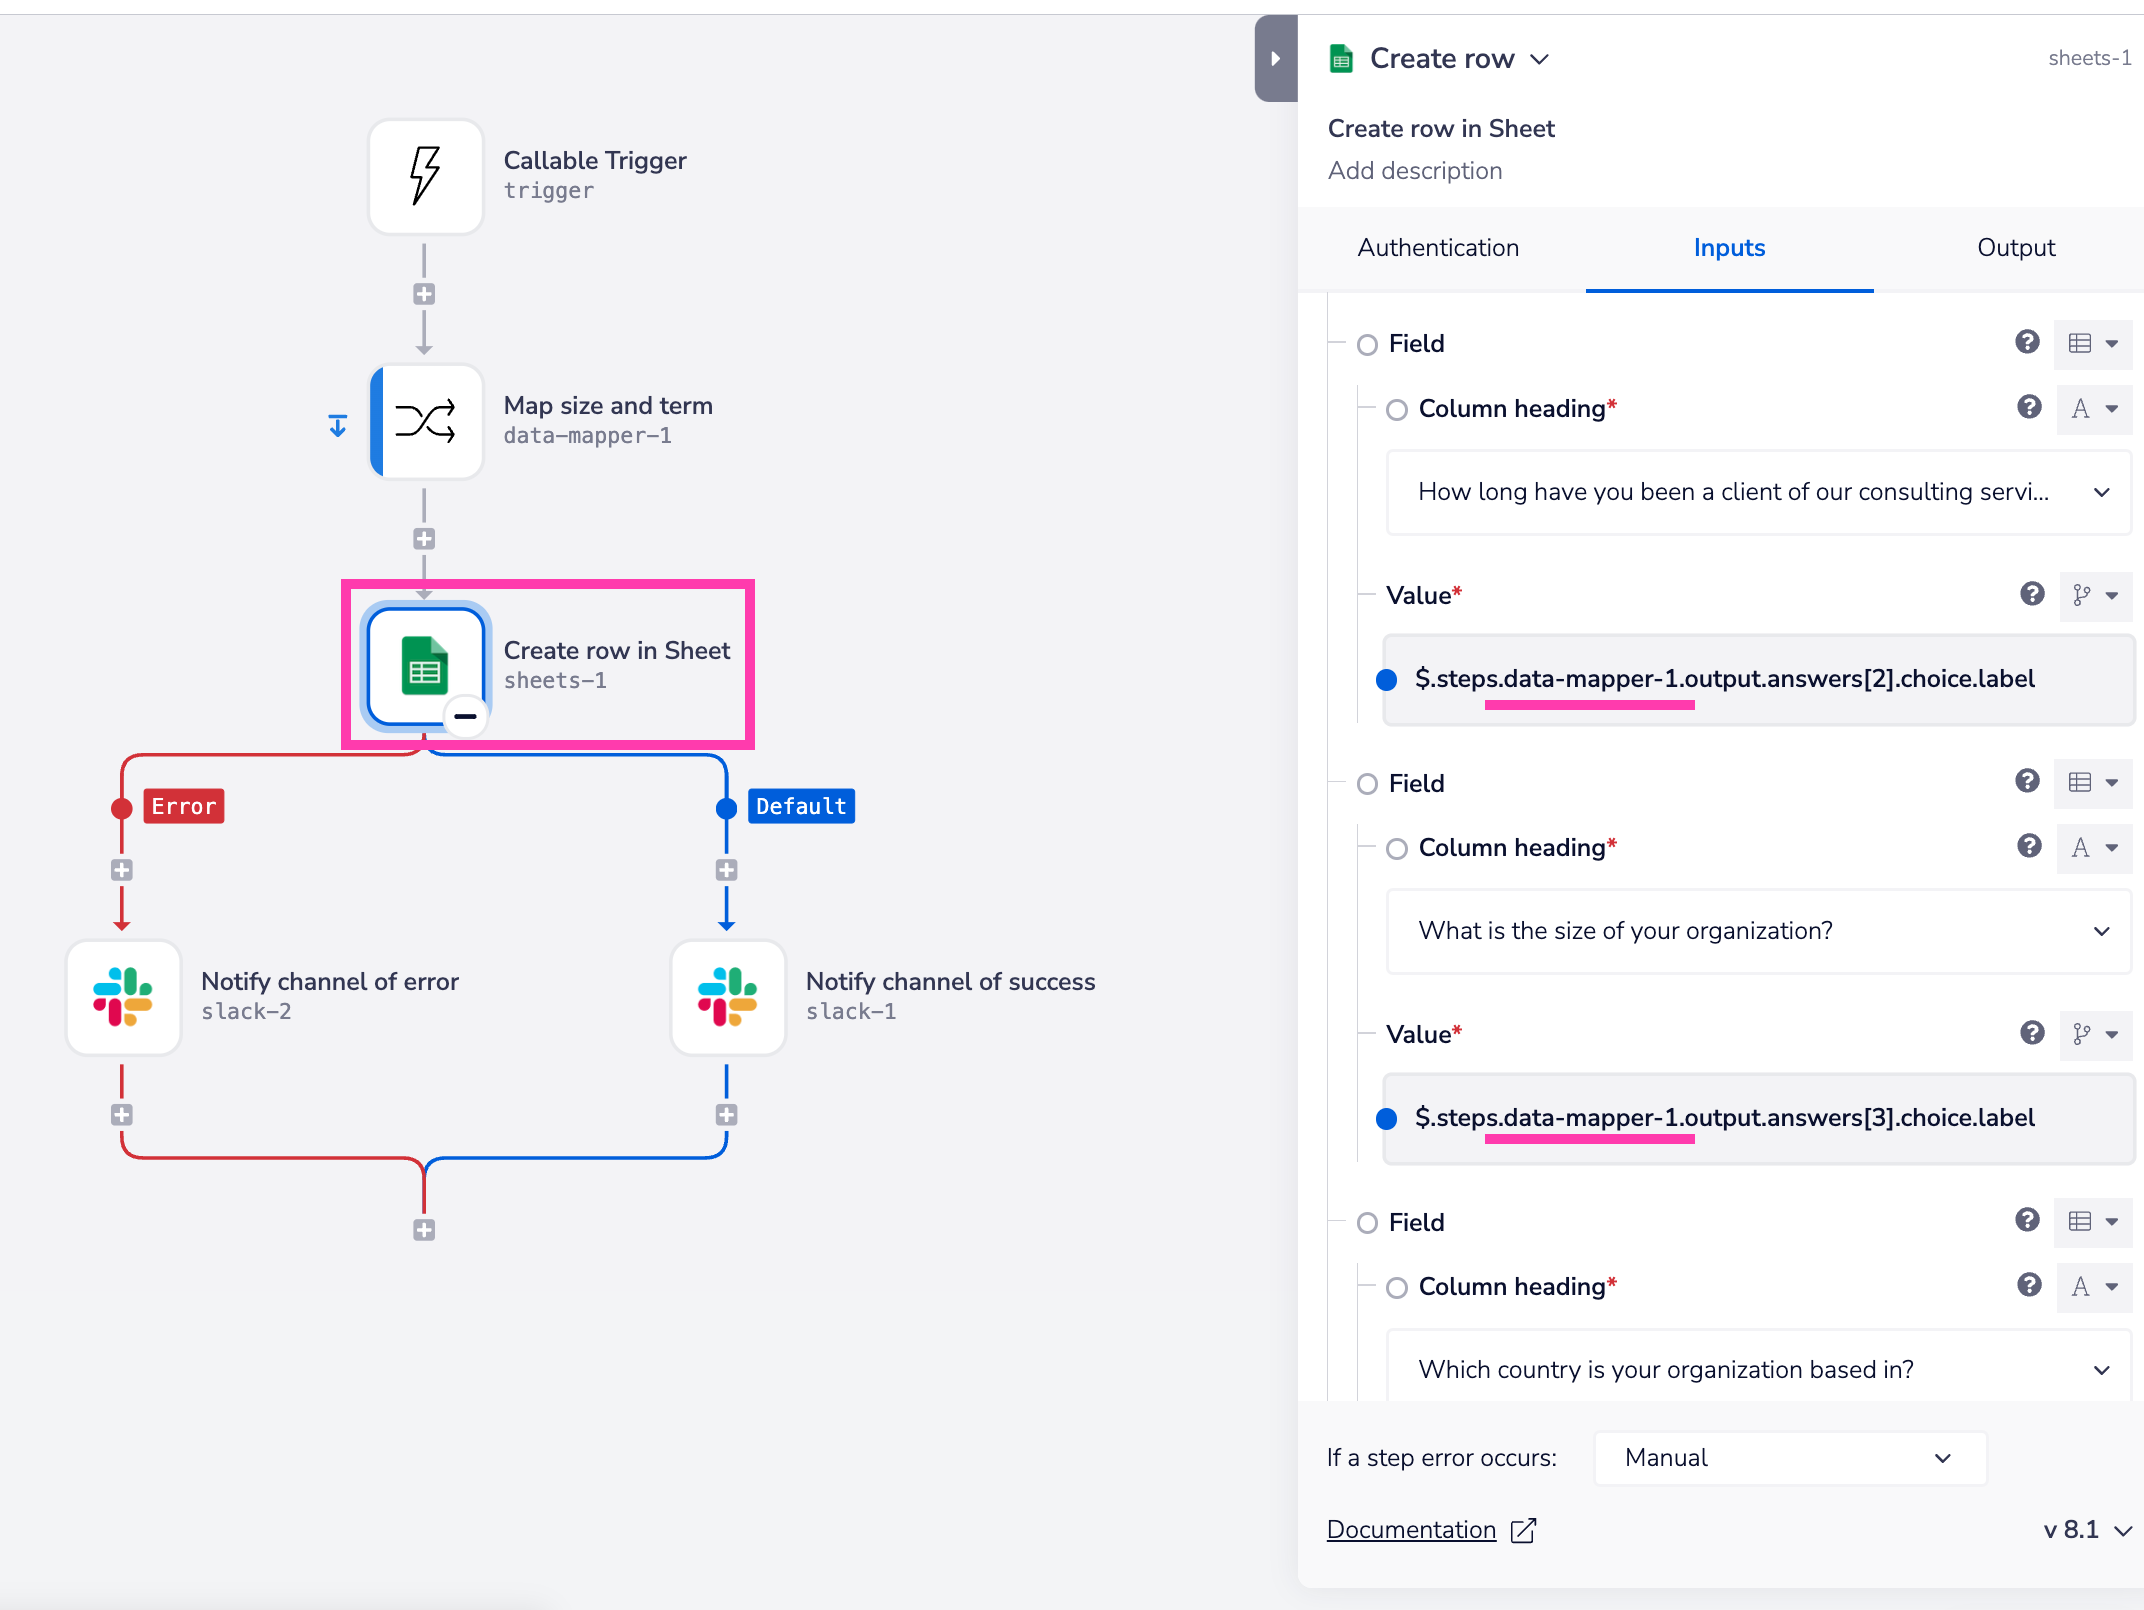 Callable Trigger
trigger
Map size and term
data-mapper-1
Create row in Sheet
sheets-1
Error
Default
Notify channel of error
slack-2
Notify channel of success
slack-1
Create row
sheets-1
Create row in Sheet
Add description
Authentication
Inputs
Output
Field
Column heading*
A
How long have you been a client of our consulting servi...
Value*
$.steps.data-mapper-1.output.answers[2].choice.label
Field
Column heading*
A
What is the size of your organization?
Value*
$.steps.data-mapper-1.output.answers[3].choice.label
Field
Column heading*
A
Which country is your organization based in?
If a step error occurs:
Manual
Documentation
v 8.1